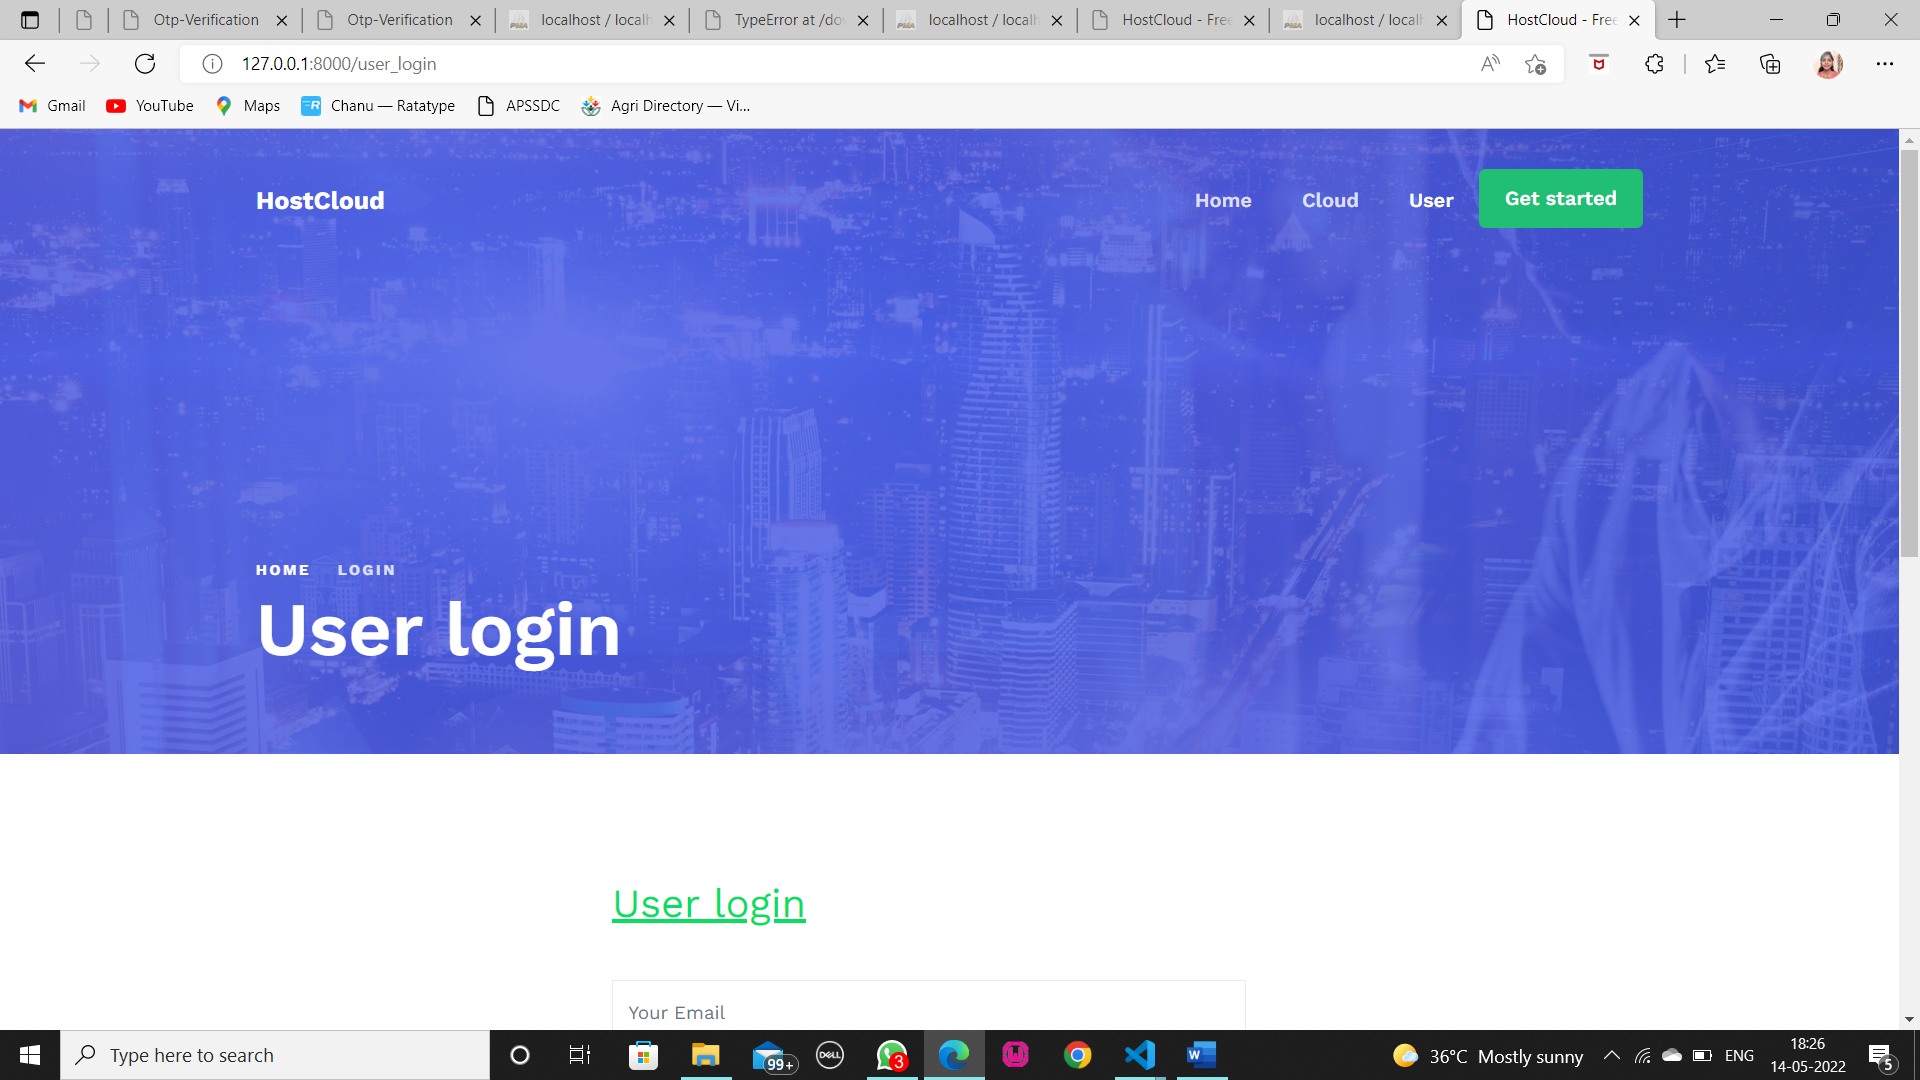 Otp-Verification
Otp-Verification
localhost / localh
TypeError at /dov
localhost / localh
HostCloud - Free
localhost / localh
HostCloud - Free
127.0.0.1:8000/user_login
Gmail
YouTube
Maps
Chanu — Ratatype
APSSDC
Agri Directory — Vi...
HostCloud
Home
Cloud
User
Get started
HOME LOGIN
User login
User login
Your Email
Type here to search
99+
DELL
3
36°C Mostly sunny
ENG
18:26
14-05-2022
5